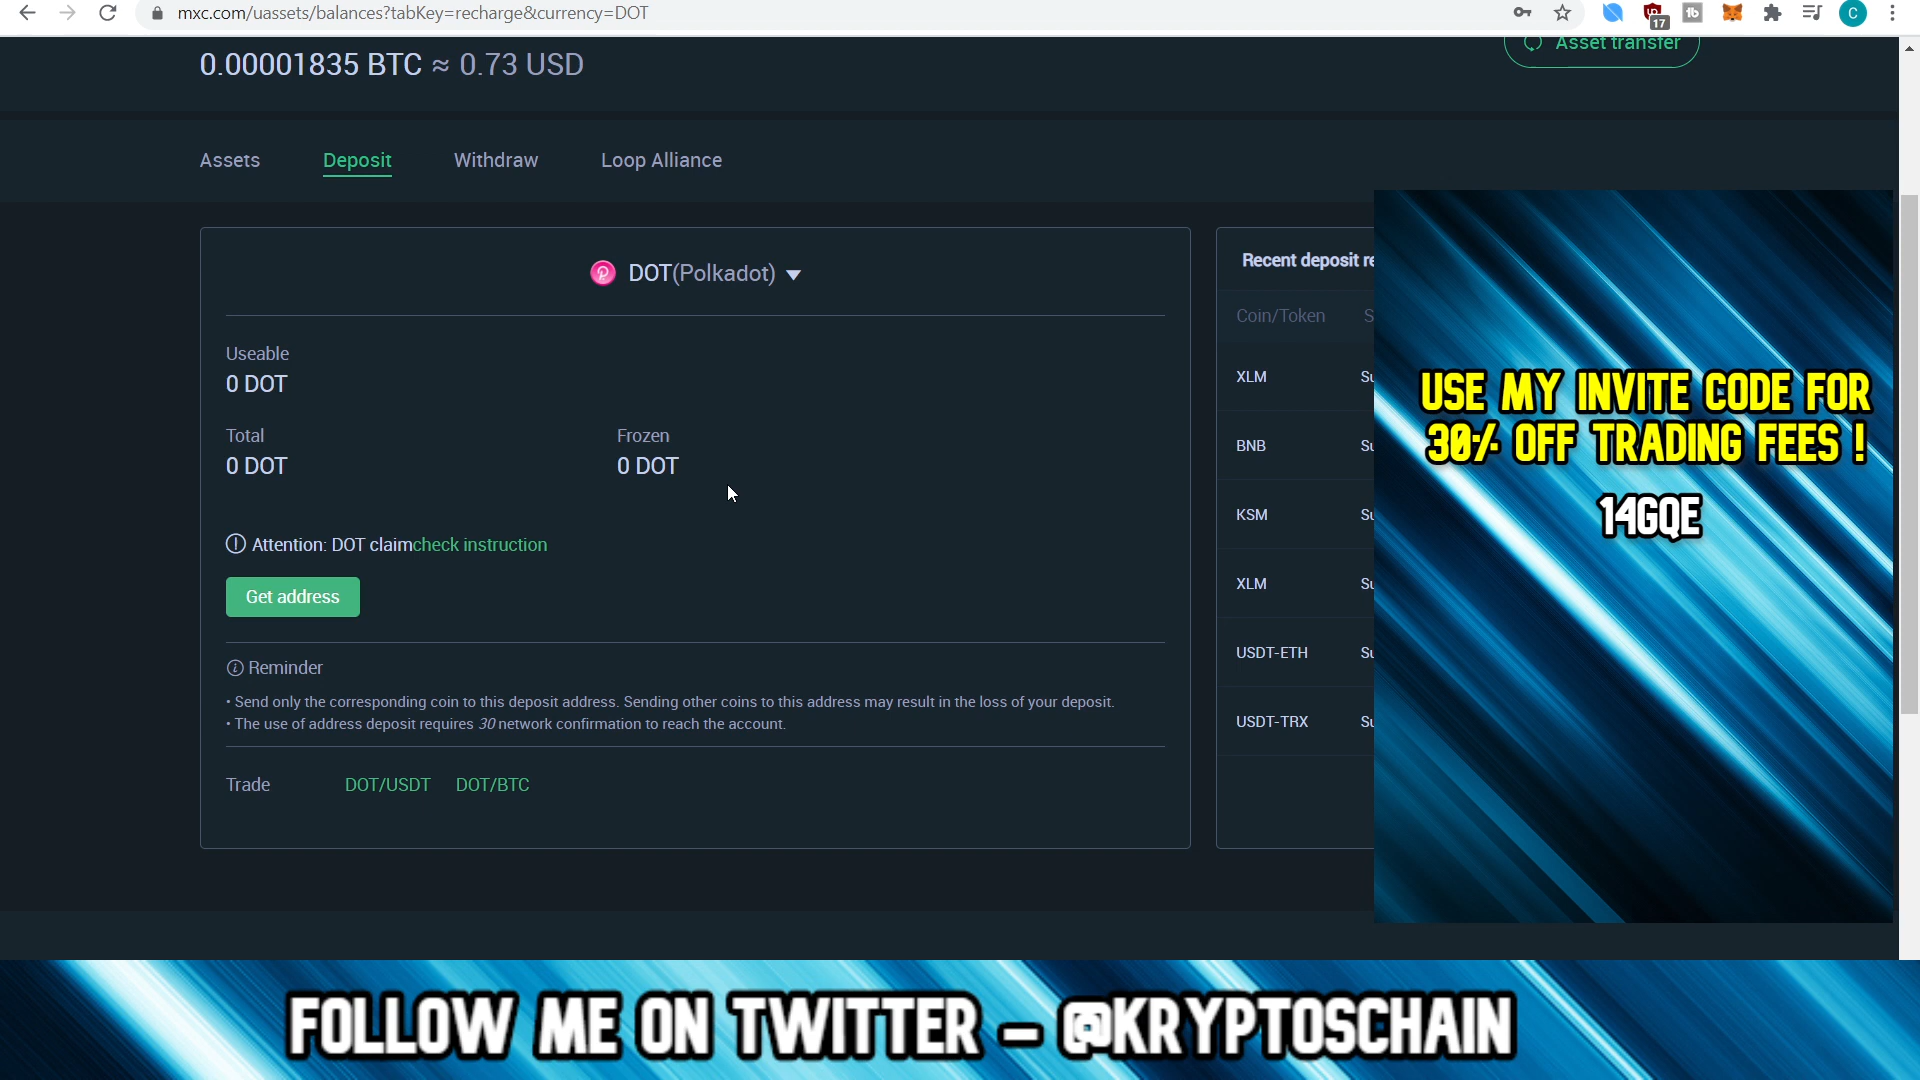 mxc.com/uassets/balances?tabKey=recharge&currency=DOT
17
C
0.00001835 BTC ≈ 0.73 USD
Asset transfer
Assets Deposit Withdraw Loop Alliance
DOT(Polkadot)
Useable
0 DOT
Total Frozen
0 DOT 0 DOT
Attention: DOT claimcheck instruction
Get address
Reminder
• Send only the corresponding coin to this deposit address. Sending other coins to this address may result in the loss of your deposit.
• The use of address deposit requires 30 network confirmation to reach the account.
Trade DOT/USDT DOT/BTC
Recent deposit
Coin/Token
XLM
BNB
KSM
XLM
USDT-ETH
USDT-TRX
USE MY INVITE CODE FOR
30% OFF TRADING FEES !
14GQE
FOLLOW ME ON TWITTER – @KRYPTOSCHAIN